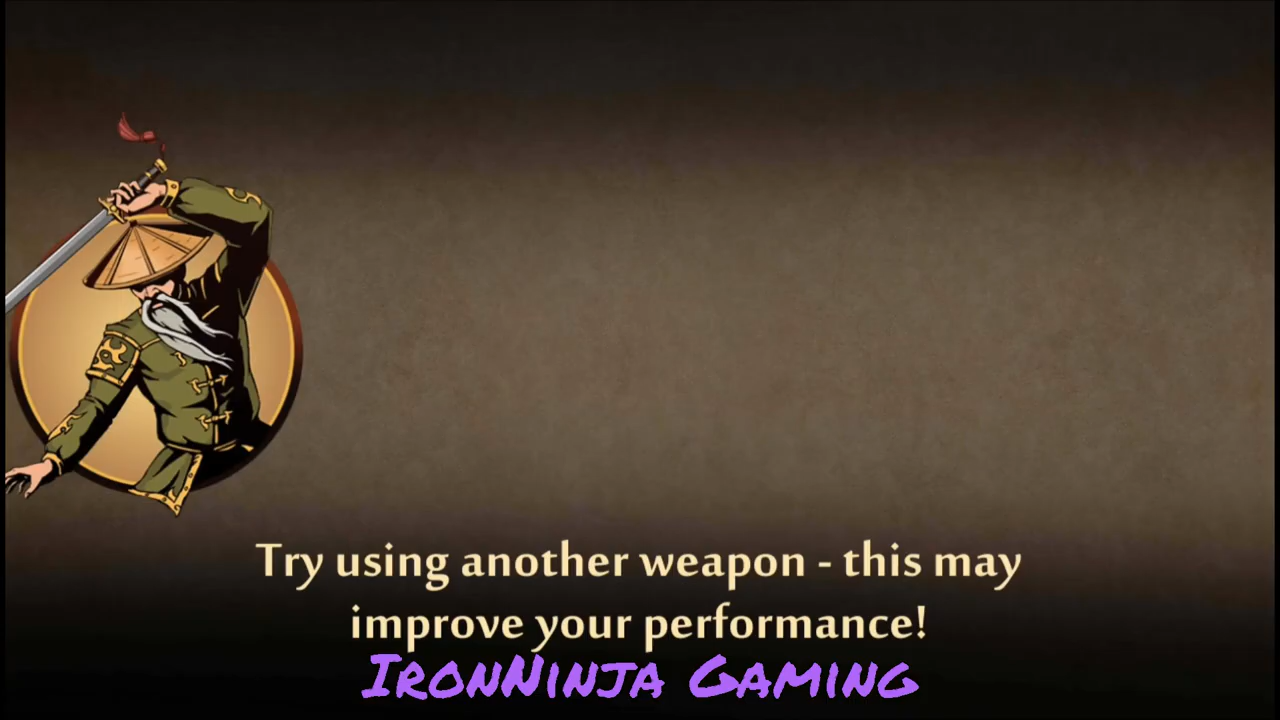 Try using another weapon - this may
improve your performance!
IronNinja Gaming